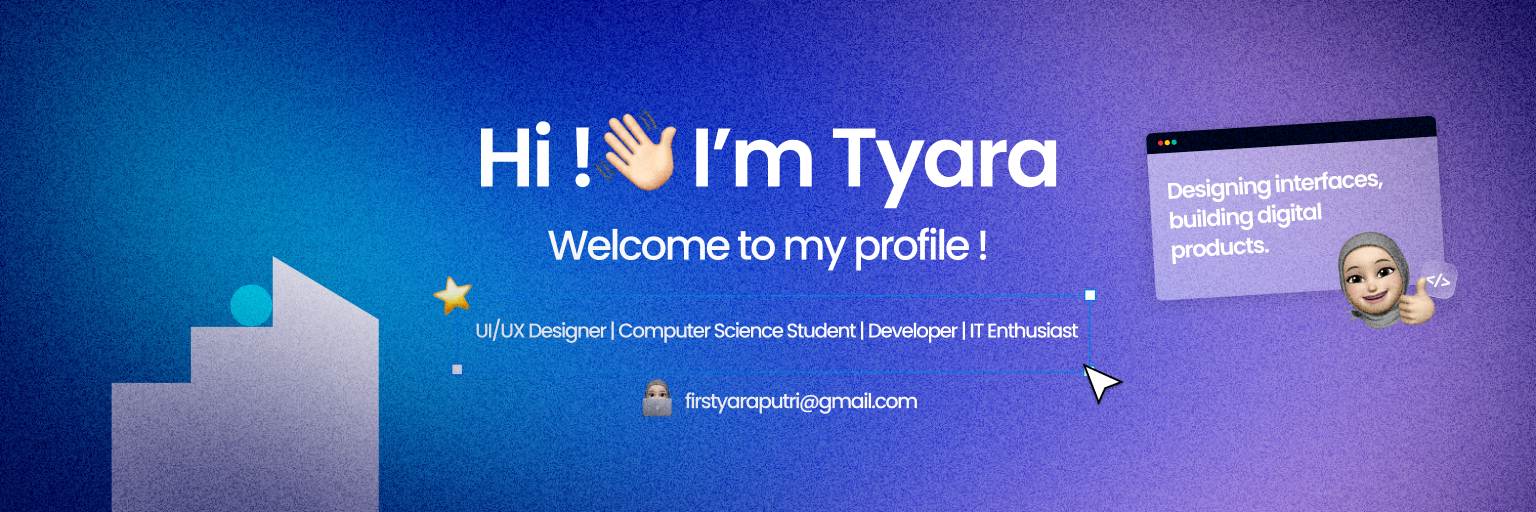 Hi !👋 I’m Tyara
Welcome to my profile !
UI/UX Designer | Computer Science Student | Developer | IT Enthusiast
firstyaraputri@gmail.com
Designing interfaces,
building digital
products.
</>